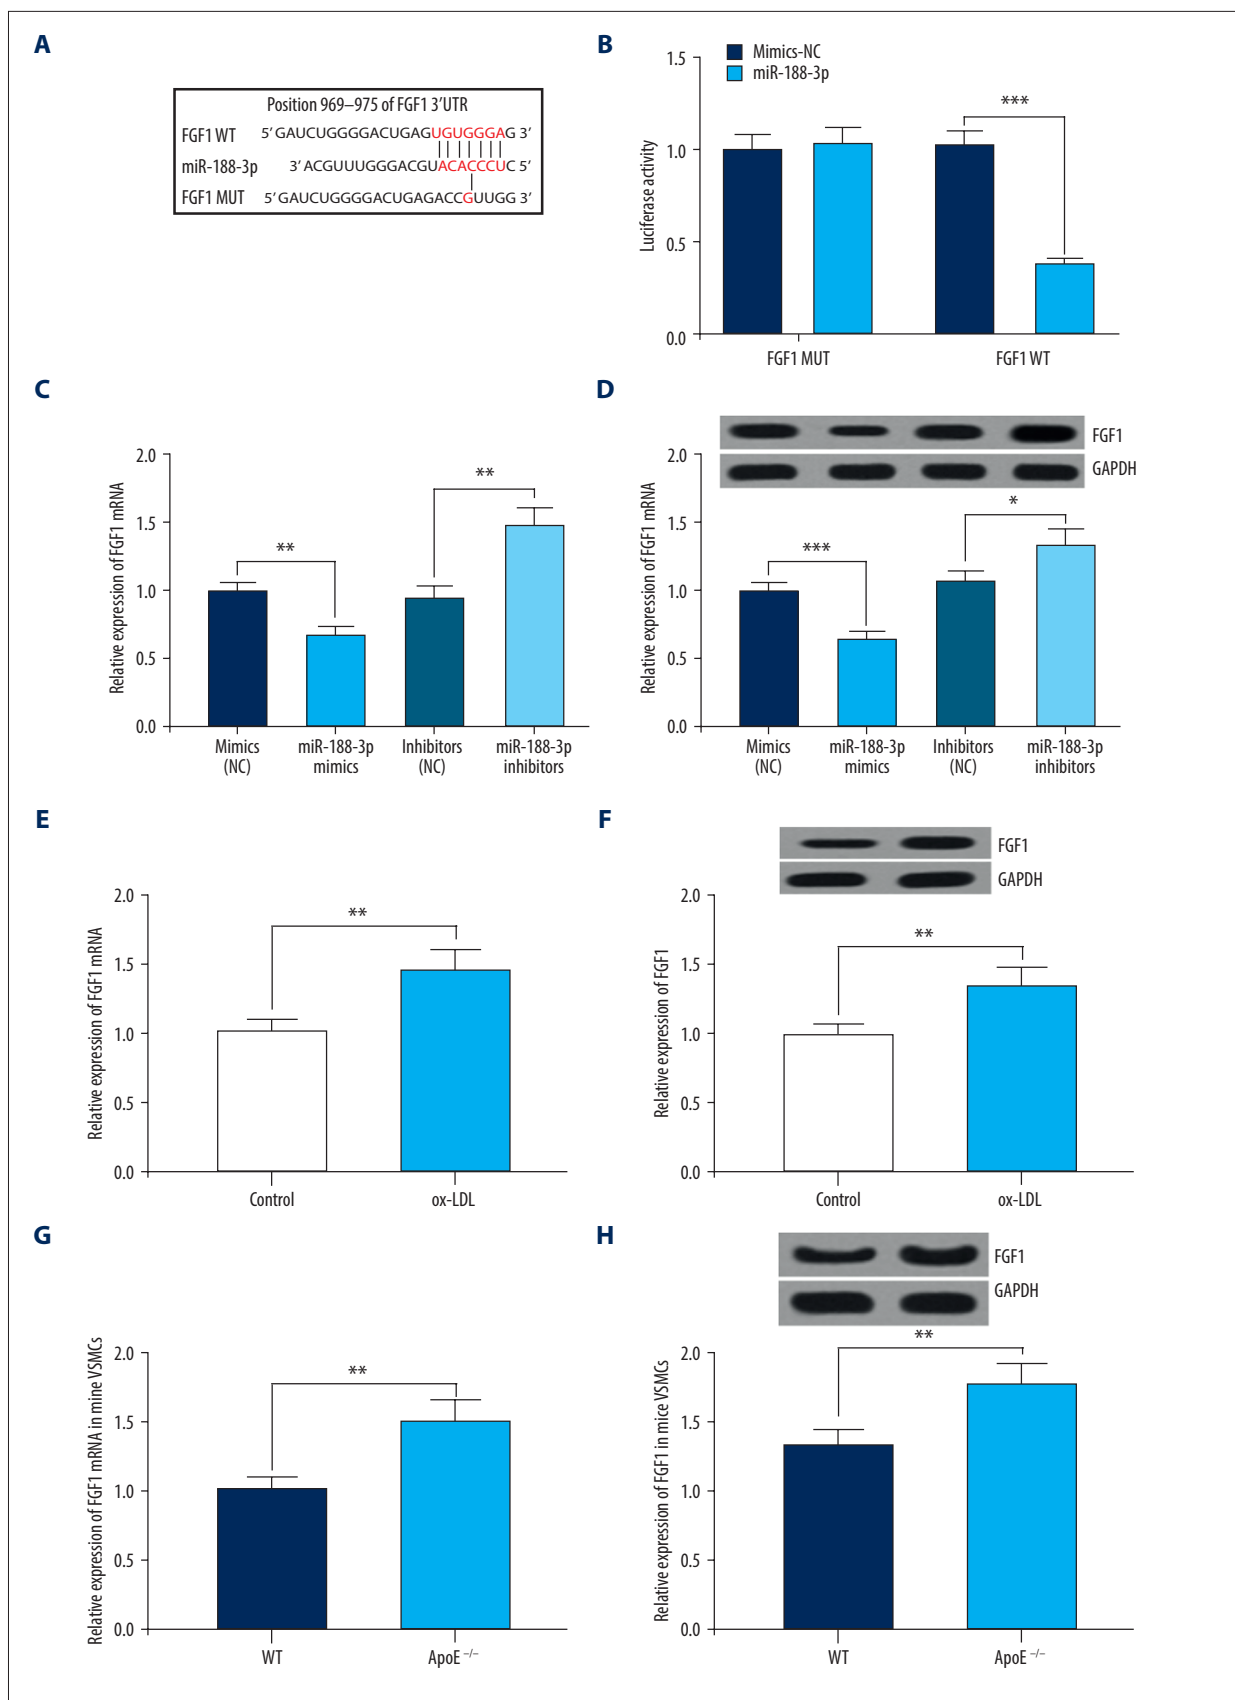 A
Position 969–975 of FGF1 3’UTR
FGF1 WT 5’ GAUCUGGGGACUGAGUGUGGGAG 3’
miR-188-3p 3’ ACGUUUGGGACGUACACCCUC 5’
FGF1 MUT 5’ GAUCUGGGGACUGAGACCGUUGG 3’
B
Mimics-NC
miR-188-3p
Luciferase activity
1.5
1.0
0.5
0.0
***
FGF1 MUT
FGF1 WT
C
Relative expression of FGF1 mRNA
2.0
1.5
1.0
0.5
0.0
**
**
Mimics
(NC)
miR-188-3p
mimics
Inhibitors
(NC)
miR-188-3p
inhibitors
D
FGF1
GAPDH
Relative expression of FGF1 mRNA
2.0
1.5
1.0
0.5
0.0
***
*
Mimics
(NC)
miR-188-3p
mimics
Inhibitors
(NC)
miR-188-3p
inhibitors
E
Relative expression of FGF1 mRNA
2.0
1.5
1.0
0.5
0.0
**
Control
ox-LDL
F
FGF1
GAPDH
Relative expression of FGF1
2.0
1.5
1.0
0.5
0.0
**
Control
ox-LDL
G
Relative expression of FGF1 mRNA in mine VSMCs
2.0
1.5
1.0
0.5
0.0
**
WT
ApoE –/–
H
FGF1
GAPDH
Relative expression of FGF1 in mice VSMCs
2.0
1.5
1.0
0.5
0.0
**
WT
ApoE –/–